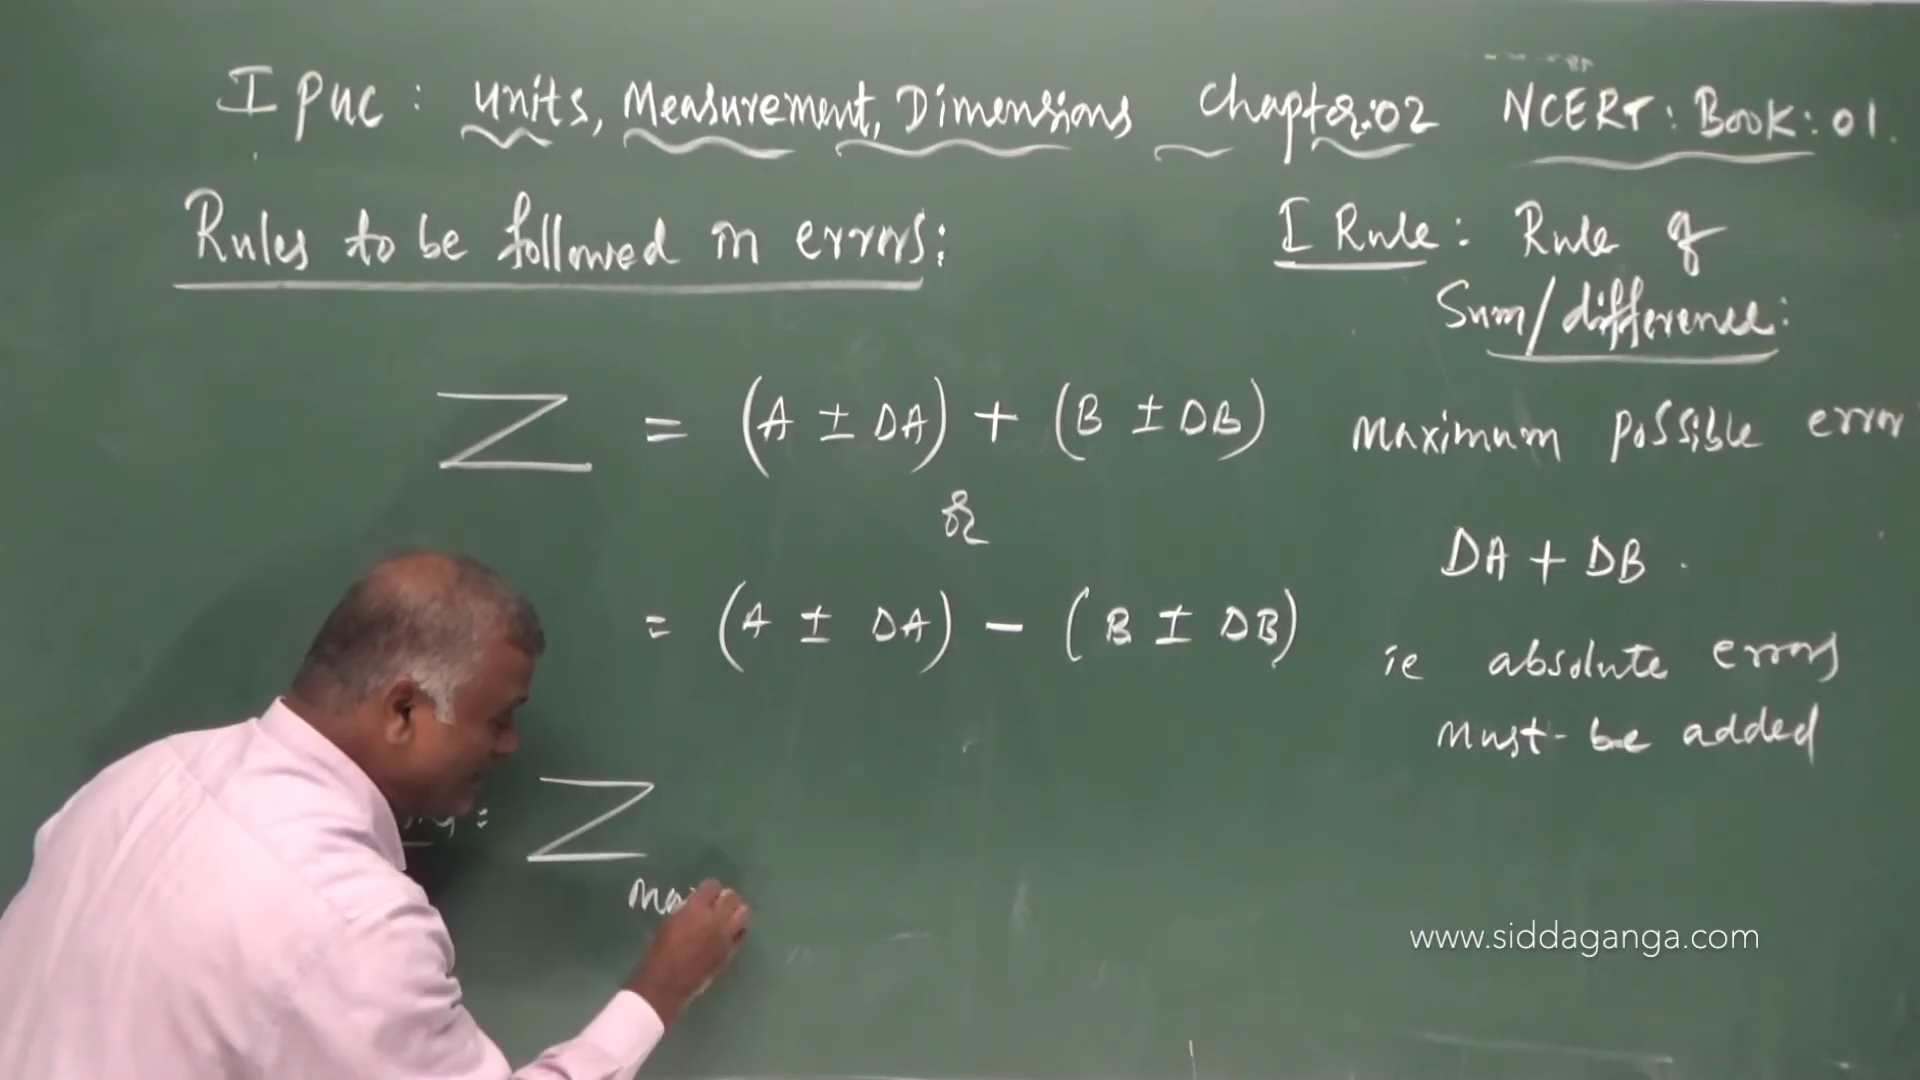 I PUC : Units, Measurement, Dimensions Chapter:02 NCERT: Book: 01.
Rules to be followed in errors:
I Rule: Rule of
Sum/difference:
Z = (A ± DA) + (B ± DB)
maximum possible error
or
DA + DB .
= (A ± DA) - (B ± DB)
ie absolute errors
must be added
: Z
www.siddaganga.com